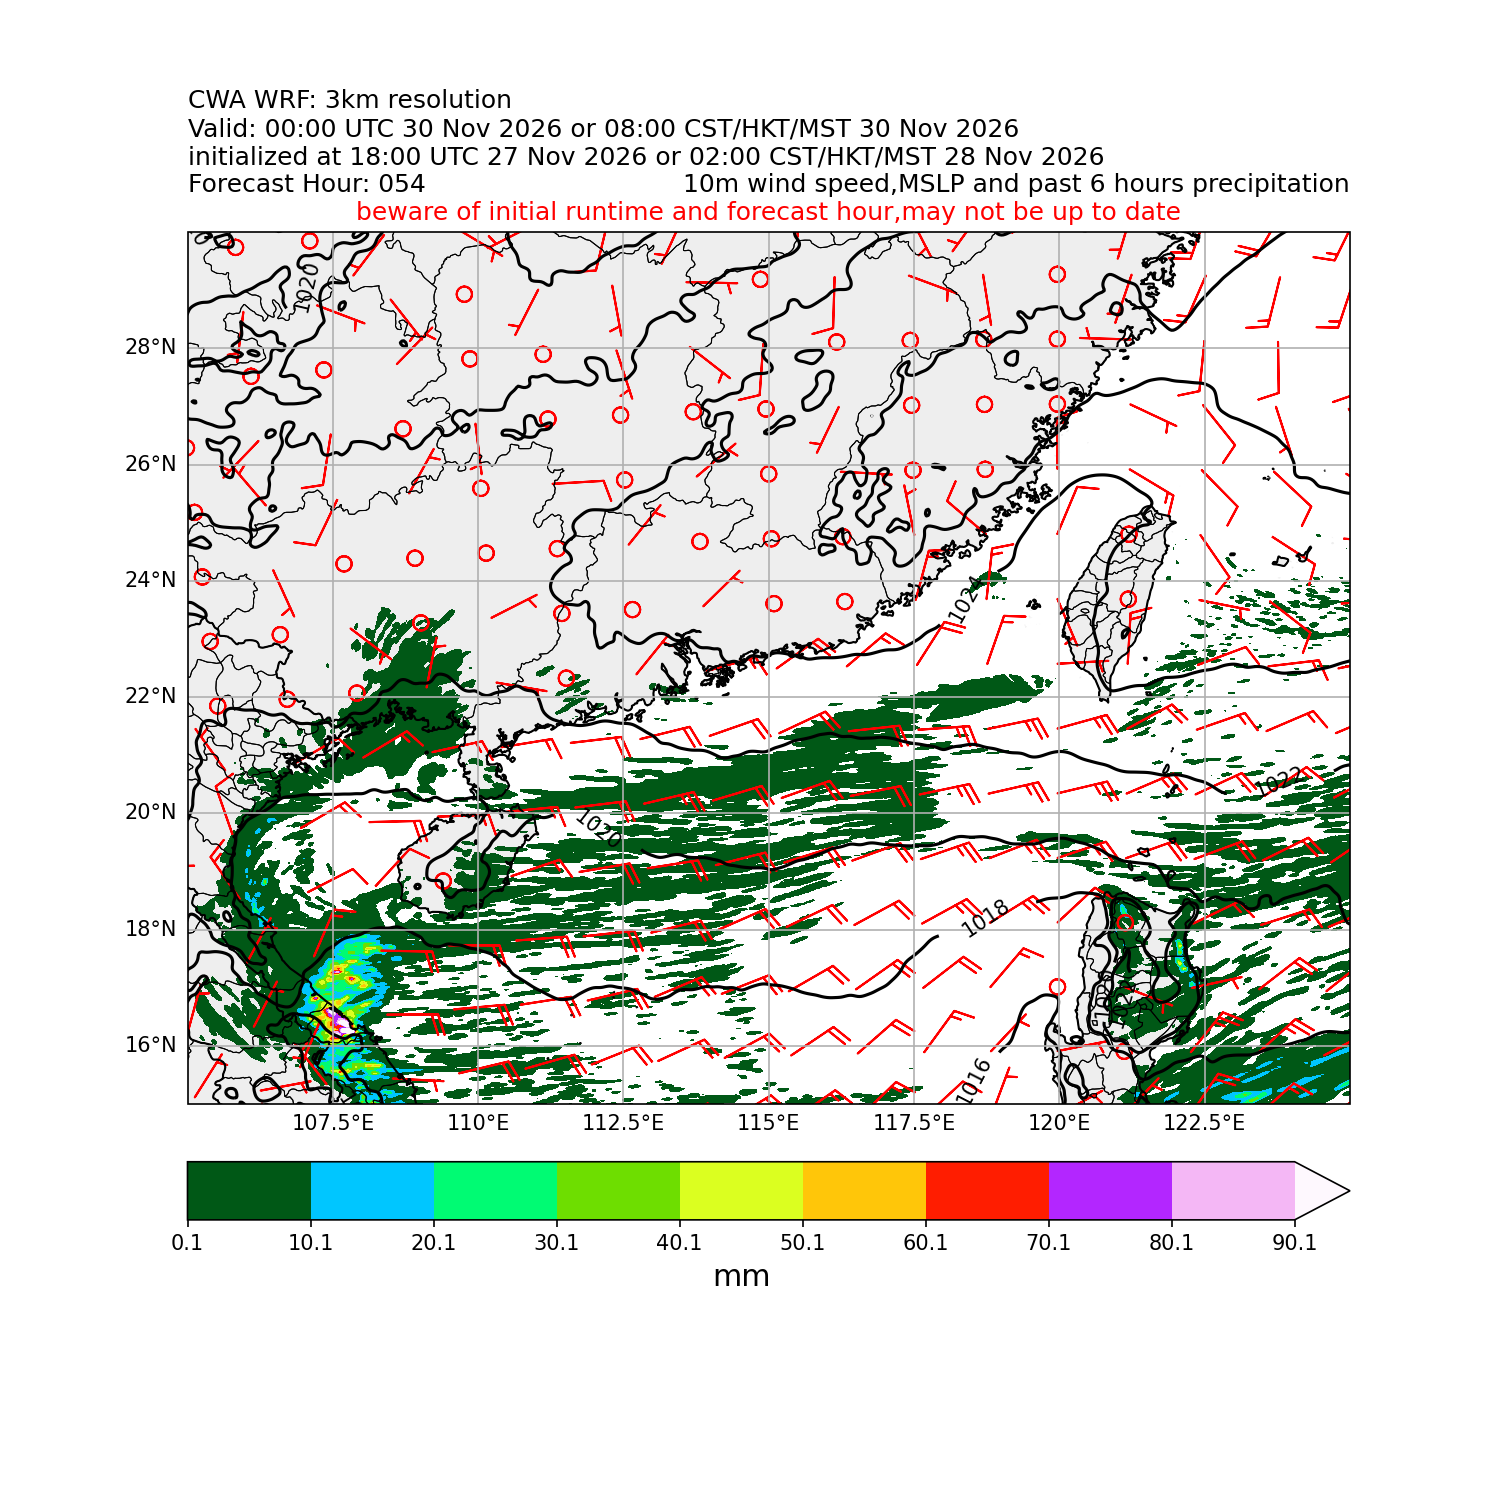 CWA WRF: 3km resolution
Valid: 00:00 UTC 30 Nov 2026 or 08:00 CST/HKT/MST 30 Nov 2026
initialized at 18:00 UTC 27 Nov 2026 or 02:00 CST/HKT/MST 28 Nov 2026
Forecast Hour: 054 10m wind speed,MSLP and past 6 hours precipitation
beware of initial runtime and forecast hour,may not be up to date
1020
28°N
26°N
24°N
1024
22°N
1022
20°N
1020
18°N
1018
16°N
1016
107.5°E 110°E 112.5°E 115°E 117.5°E 120°E 122.5°E
0.1 10.1 20.1 30.1 40.1 50.1 60.1 70.1 80.1 90.1
mm